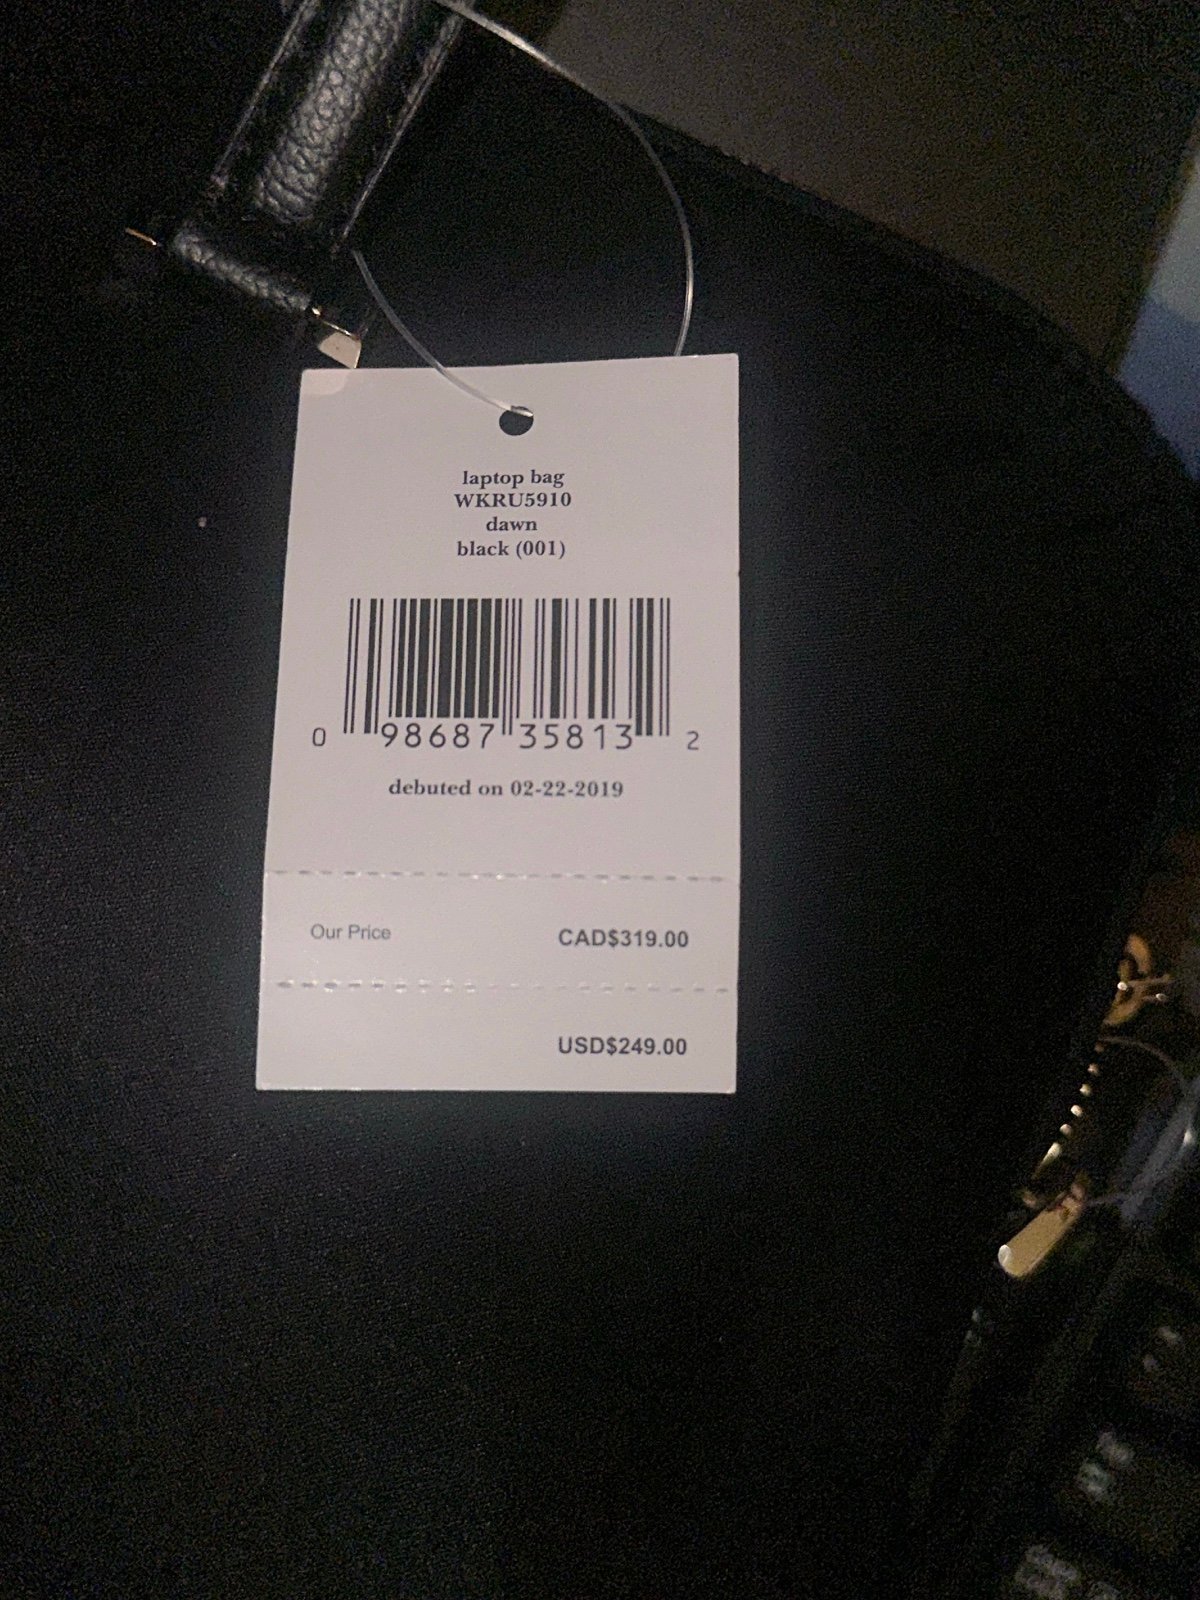 laptop bag
WKRU5910
dawn
black (001)
0 98687 35813 2
debuted on 02-22-2019
Our Price CAD$319.00
USD$249.00